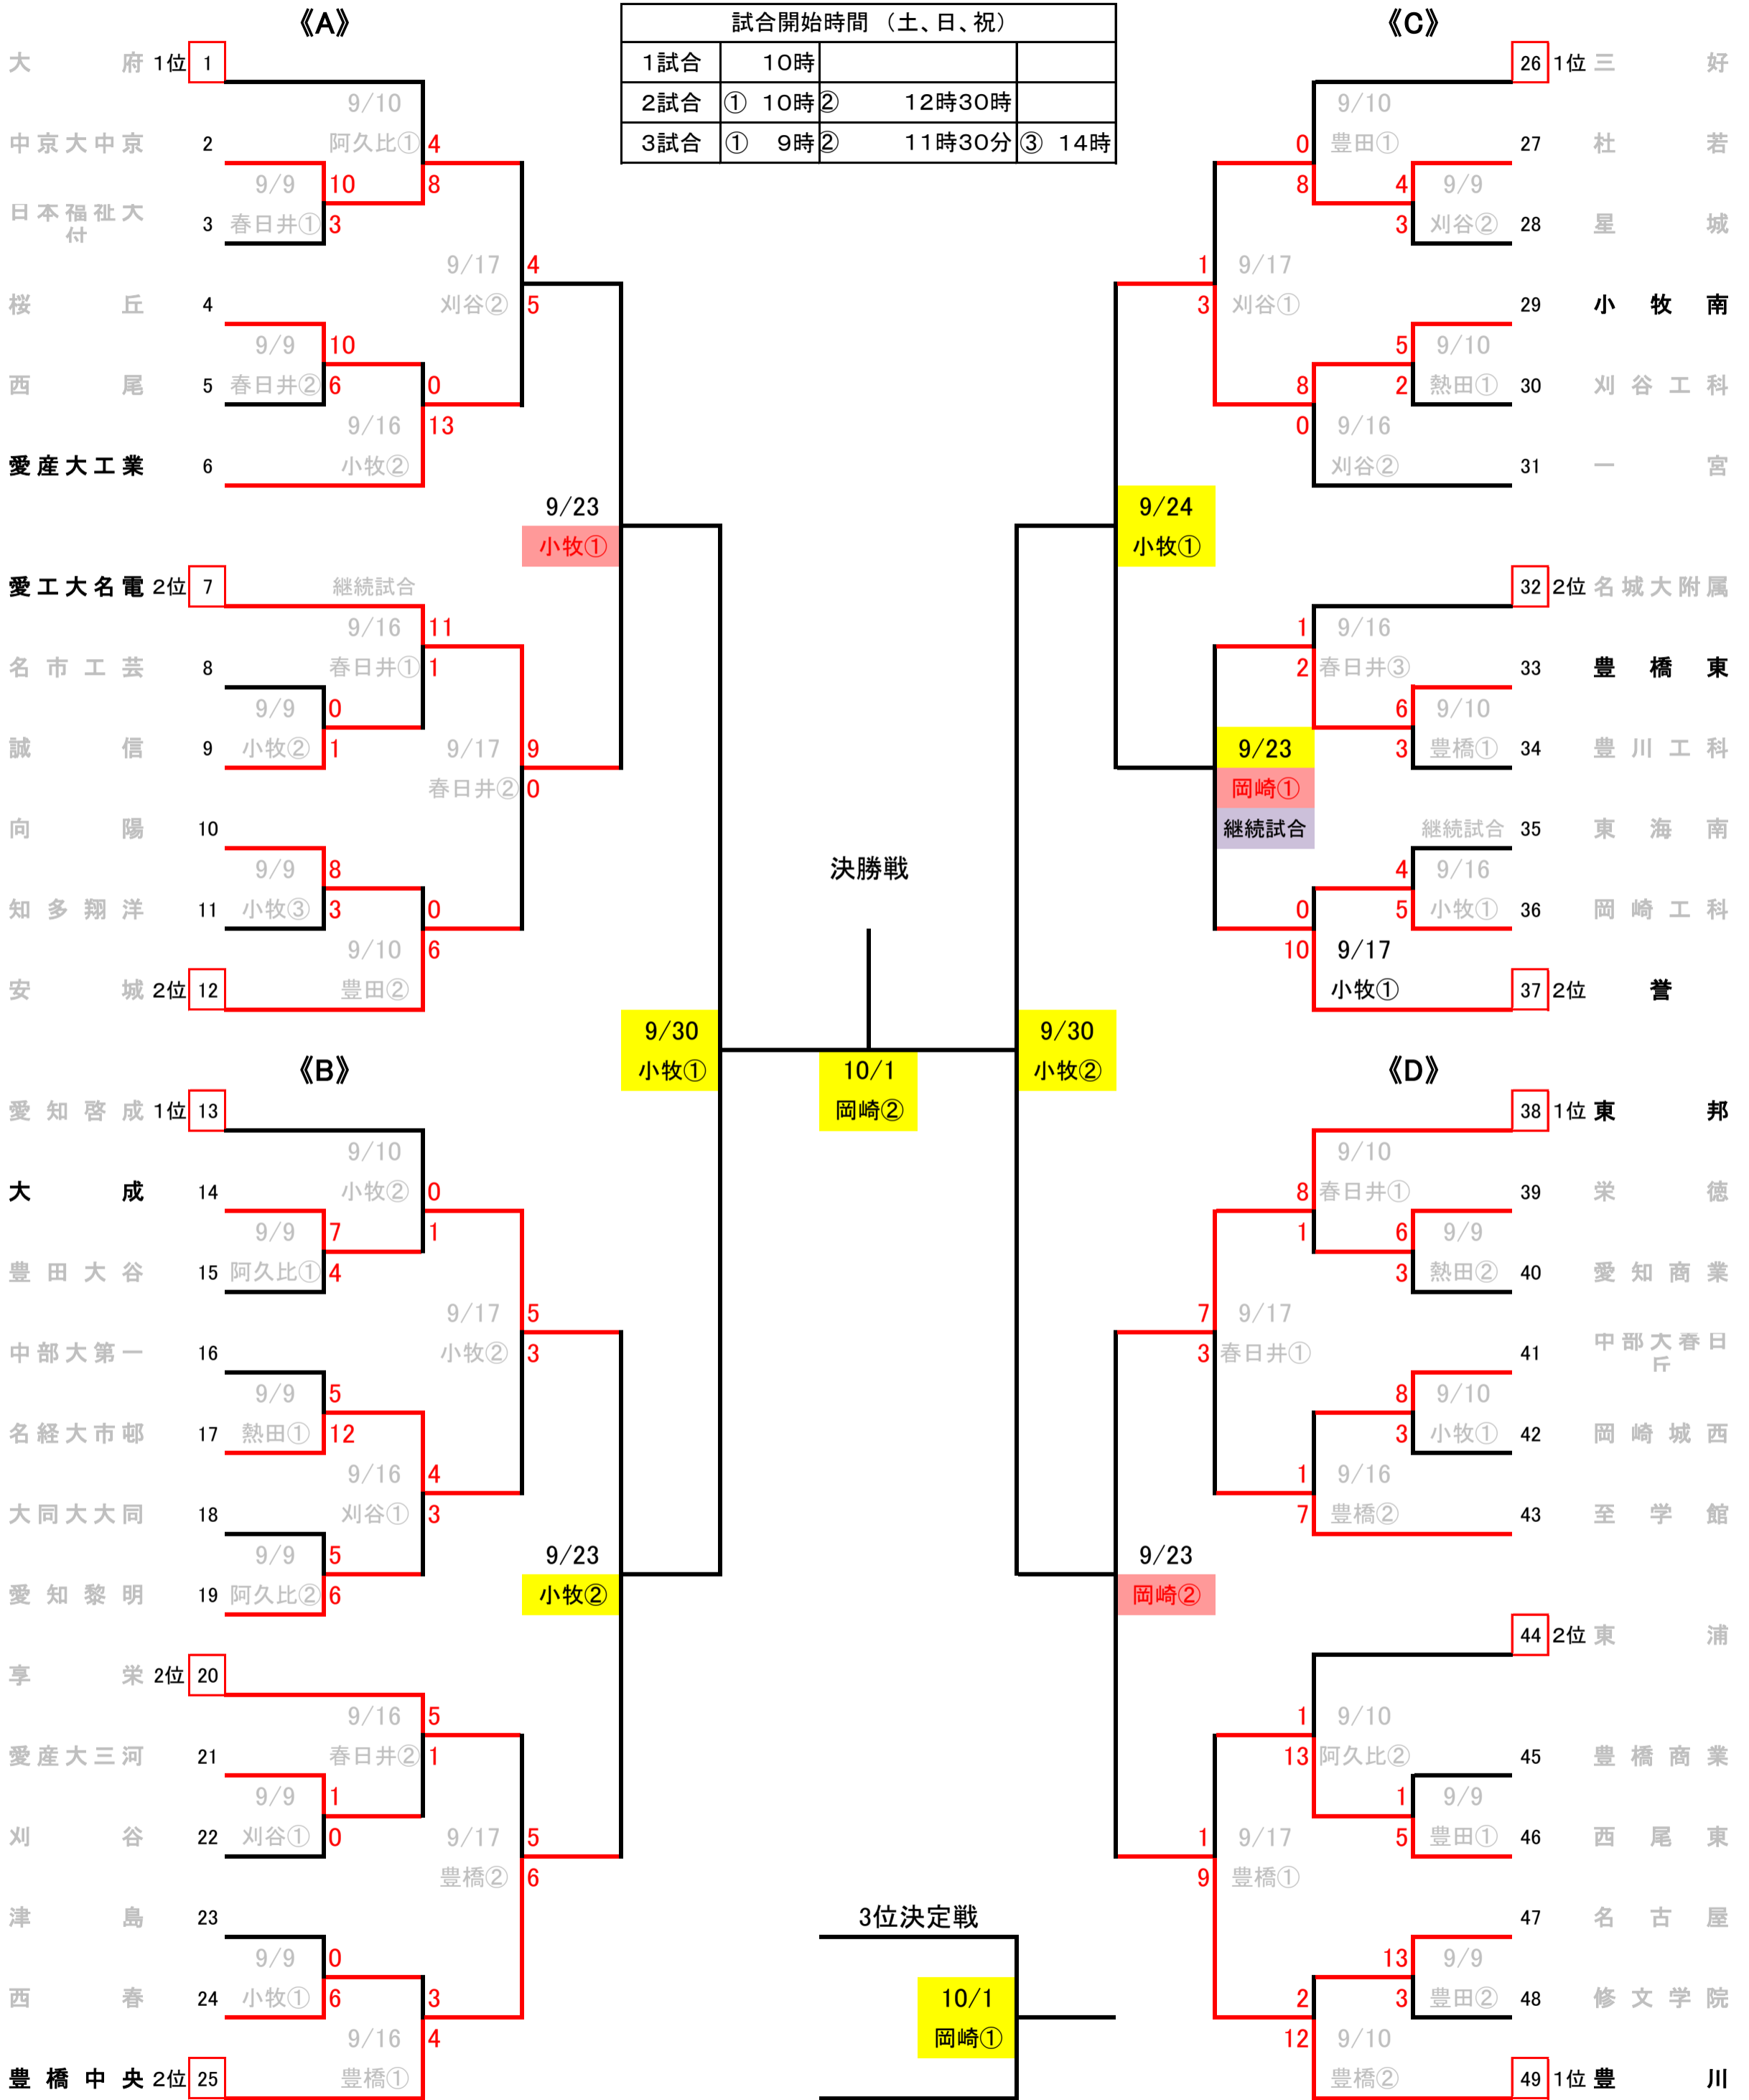 《A》
試合開始時間 （土、日、祝）
1試合 10時
2試合 ① 10時 ② 12時30時
3試合 ① 9時 ② 11時30分 ③ 14時
《C》
大府 1位 1
9/10
阿久比① 4
中京大中京 2
9/9 10 8
日本福祉大付 3 春日井① 3
9/17 4
桜丘 4 刈谷② 5
9/9 10
西尾 5 春日井② 6 0
9/16 13
愛産大工業 6 小牧②
9/23
小牧①
愛工大名電 2位 7 継続試合
9/16 11
名市工芸 8 春日井① 1
9/9 0
誠信 9 小牧② 1 9/17 9
春日井② 0
向陽 10
9/9 8
知多翔洋 11 小牧③ 3 0
9/10 6
安城 2位 12 豊田②
26 1位 三好
9/10
0 豊田① 27 杜若
8 4 9/9
3 刈谷② 28 星城
1 9/17
3 刈谷① 29 小牧南
5 9/10
8 2 熱田① 30 刈谷工科
0 9/16
刈谷② 31 一宮
9/24
小牧①
32 2位 名城大附属
1 9/16
2 春日井③ 33 豊橋東
6 9/10
9/23 3 豊橋① 34 豊川工科
岡崎①
継続試合
継続試合 35 東海南
4 9/16
0 5 小牧① 36 岡崎工科
10 9/17
小牧① 37 2位 誉
決勝戦
9/30
小牧①
10/1
岡崎②
9/30
小牧②
《B》
愛知啓成 1位 13
9/10
大成 14 小牧② 0
9/9 7 1
豊田大谷 15 阿久比① 4
9/17 5
中部大第一 16 小牧② 3
9/9 5
名経大市邨 17 熱田① 12
9/16 4
大同大大同 18 刈谷① 3
9/9 5
愛知黎明 19 阿久比② 6
9/23
小牧②
享栄 2位 20
9/16 5
愛産大三河 21 春日井② 1
9/9 1
刈谷 22 刈谷① 0 9/17 5
豊橋② 6
津島 23
9/9 0
西春 24 小牧① 6 3
9/16 4
豊橋中央 2位 25 豊橋①
《D》
38 1位 東邦
9/10
8 春日井① 39 栄徳
1 6 9/9
3 熱田② 40 愛知商業
7 9/17
3 春日井① 41 中部大春日丘
8 9/10
3 小牧① 42 岡崎城西
1 9/16
7 豊橋② 43 至学館
9/23
岡崎②
44 2位 東浦
1 9/10
13 阿久比② 45 豊橋商業
1 9/9
1 9/17 5 豊田① 46 西尾東
9 豊橋①
47 名古屋
13 9/9
2 3 豊田② 48 修文学院
12 9/10
豊橋② 49 1位 豊川
3位決定戦
10/1
岡崎①